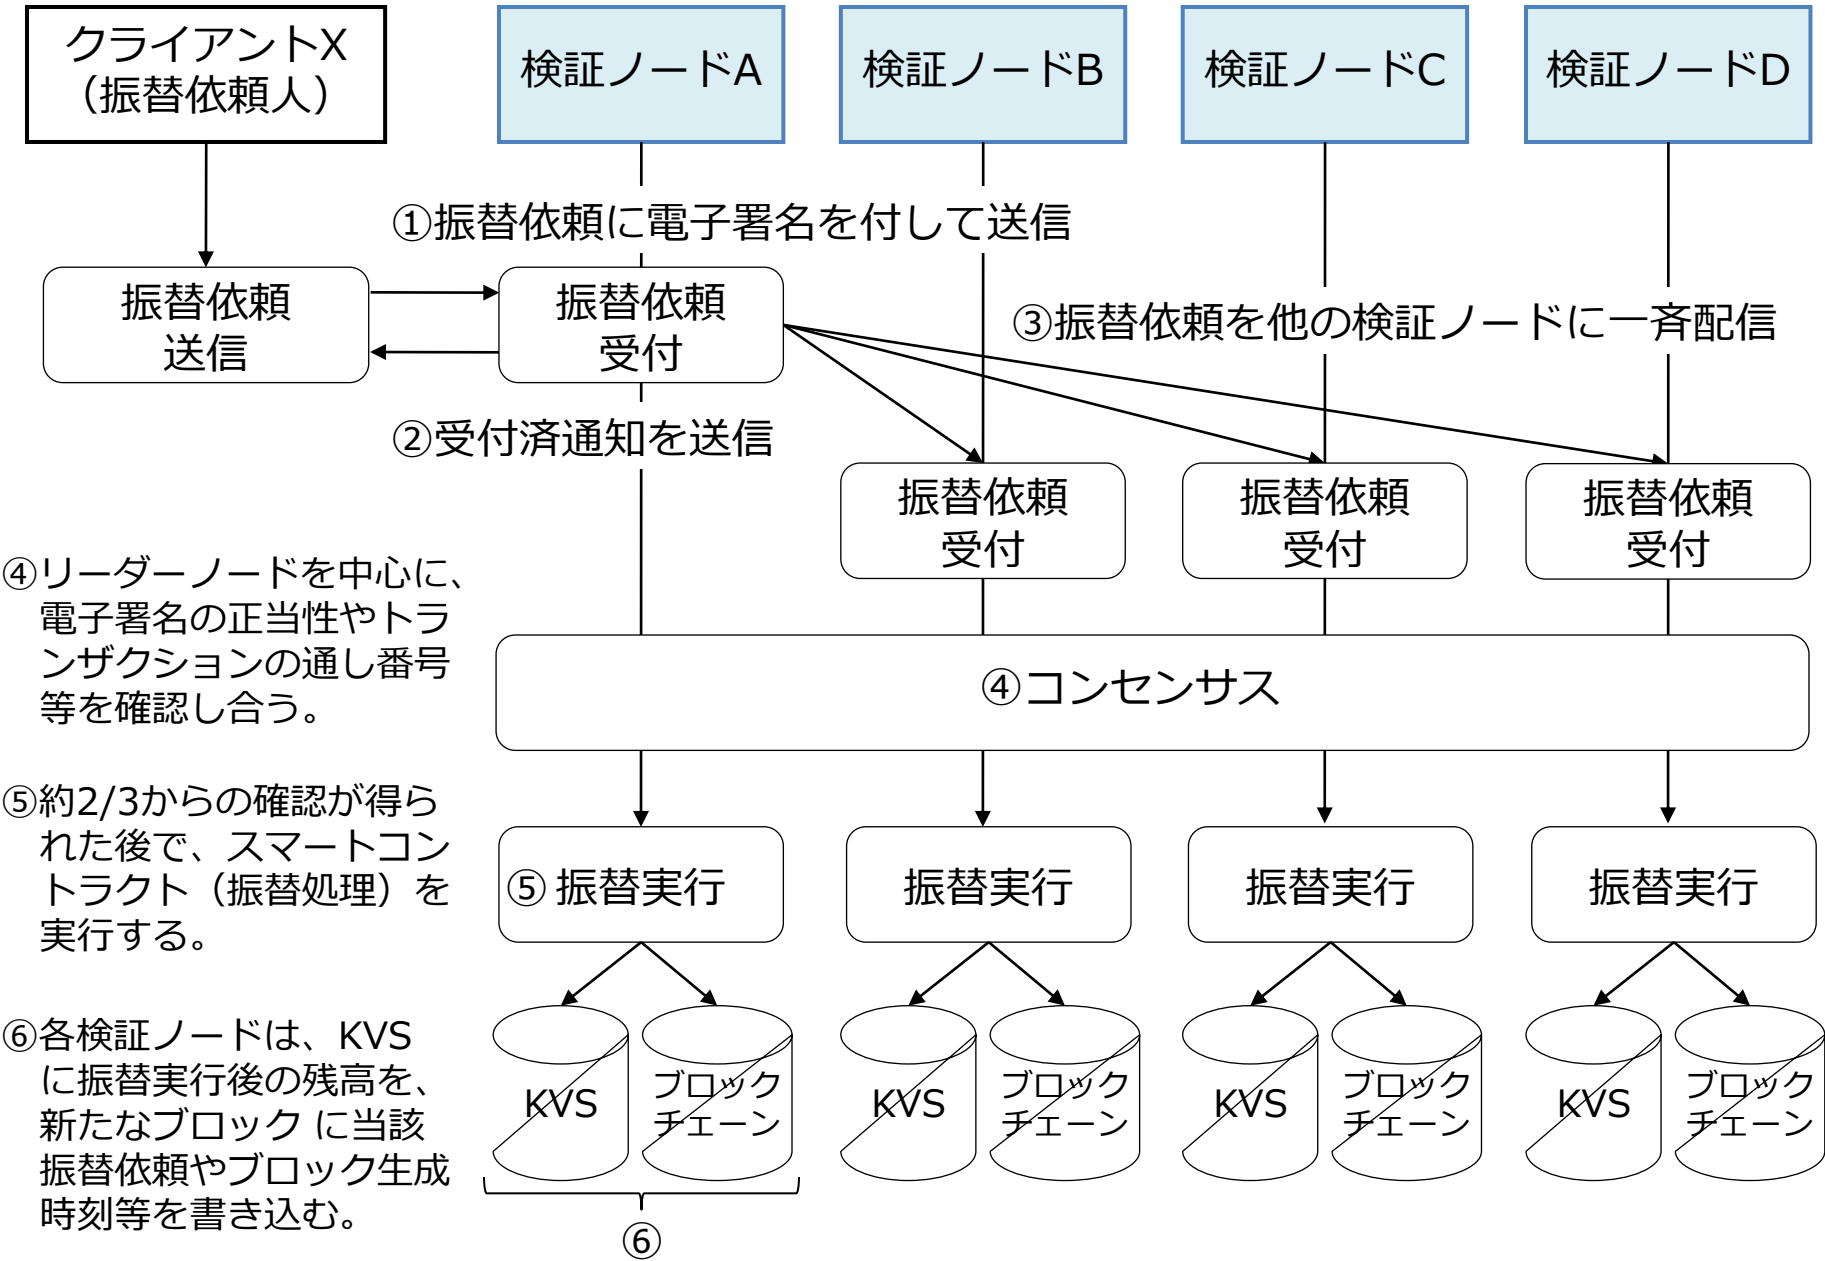 クライアントX
（振替依頼人）
検証ノードA
検証ノードB
検証ノードC
検証ノードD
①振替依頼に電子署名を付して送信
振替依頼
送信
振替依頼
受付
③振替依頼を他の検証ノードに一斉配信
②受付済通知を送信
振替依頼
受付
振替依頼
受付
振替依頼
受付
④リーダーノードを中心に、
電子署名の正当性やトラ
ンザクションの通し番号
等を確認し合う。
④コンセンサス
⑤約2/3からの確認が得ら
れた後で、スマートコン
トラクト（振替処理）を
実行する。
⑤ 振替実行
振替実行
振替実行
振替実行
⑥各検証ノードは、KVS
に振替実行後の残高を、
新たなブロック に当該
振替依頼やブロック生成
時刻等を書き込む。
KVS
ブロック
チェーン
KVS
ブロック
チェーン
KVS
ブロック
チェーン
KVS
ブロック
チェーン
⑥